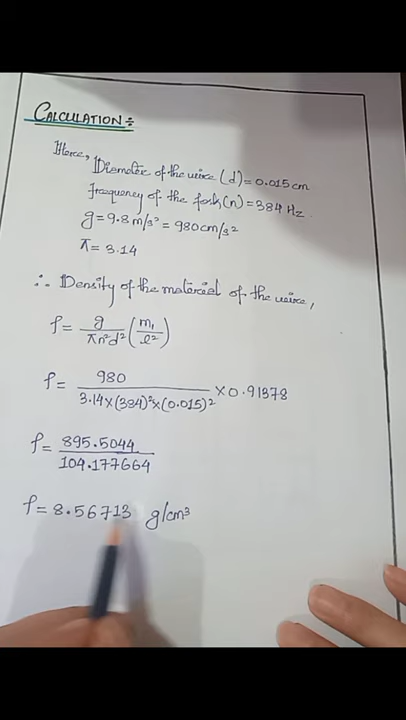 CALCULATION:
Here,
Diameter of the wire (d) = 0.015 cm
Frequency of the fork (n) = 384 Hz.
g = 9.8 m/s² = 980 cm/s²
π = 3.14
∴ Density of the material of the wire,
ρ = g / πn²d² (m₁ / l²)
ρ = 980 / 3.14×(384)²×(0.015)² × 0.91378
ρ = 895.5044 / 104.177664
ρ = 8.56713 g/cm³